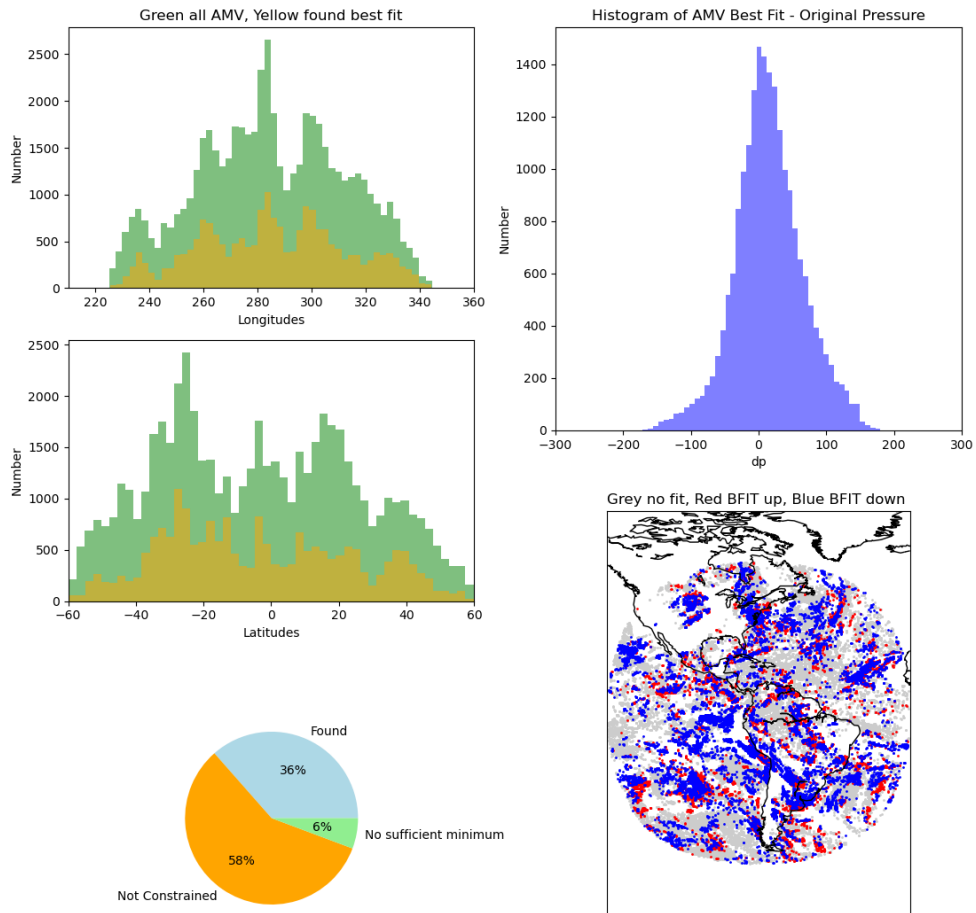 Green all AMV, Yellow found best fit
2500
2000
1500
1000
500
0
Number
220 240 260 280 300 320 340 360
Longitudes
Histogram of AMV Best Fit - Original Pressure
1400
1200
1000
800
600
400
200
0
Number
−300 −200 −100 0 100 200 300
dp
2500
2000
1500
1000
500
0
Number
−60 −40 −20 0 20 40 60
Latitudes
Grey no fit, Red BFIT up, Blue BFIT down
Found
36%
6%
No sufficient minimum
58%
Not Constrained